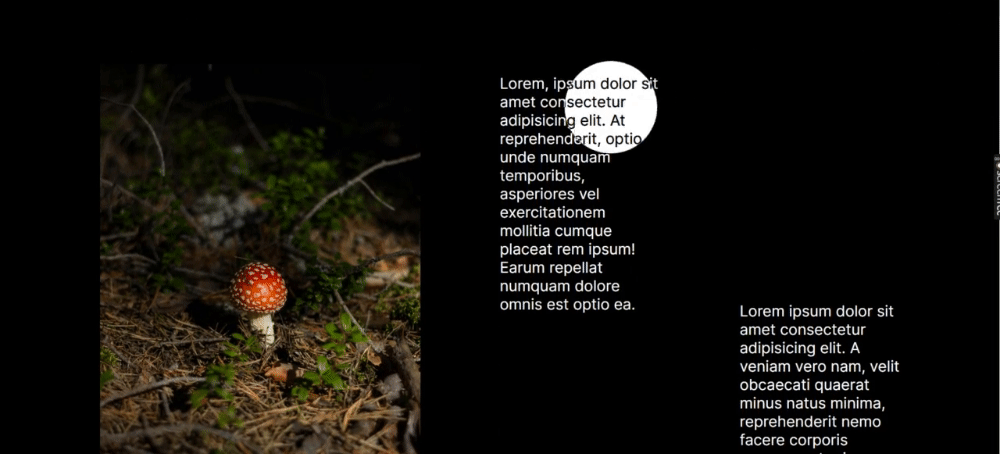 Lorem, ipsum dolor sit
amet consectetur
adipisicing elit. At
reprehenderit, optio
unde numquam
temporibus,
asperiores vel
exercitationem
mollitia cumque
placeat rem ipsum!
Earum repellat
numquam dolore
omnis est optio ea.
Lorem ipsum dolor sit
amet consectetur
adipisicing elit. A
veniam vero nam, velit
obcaecati quaerat
minus natus minima,
reprehenderit nemo
facere corporis